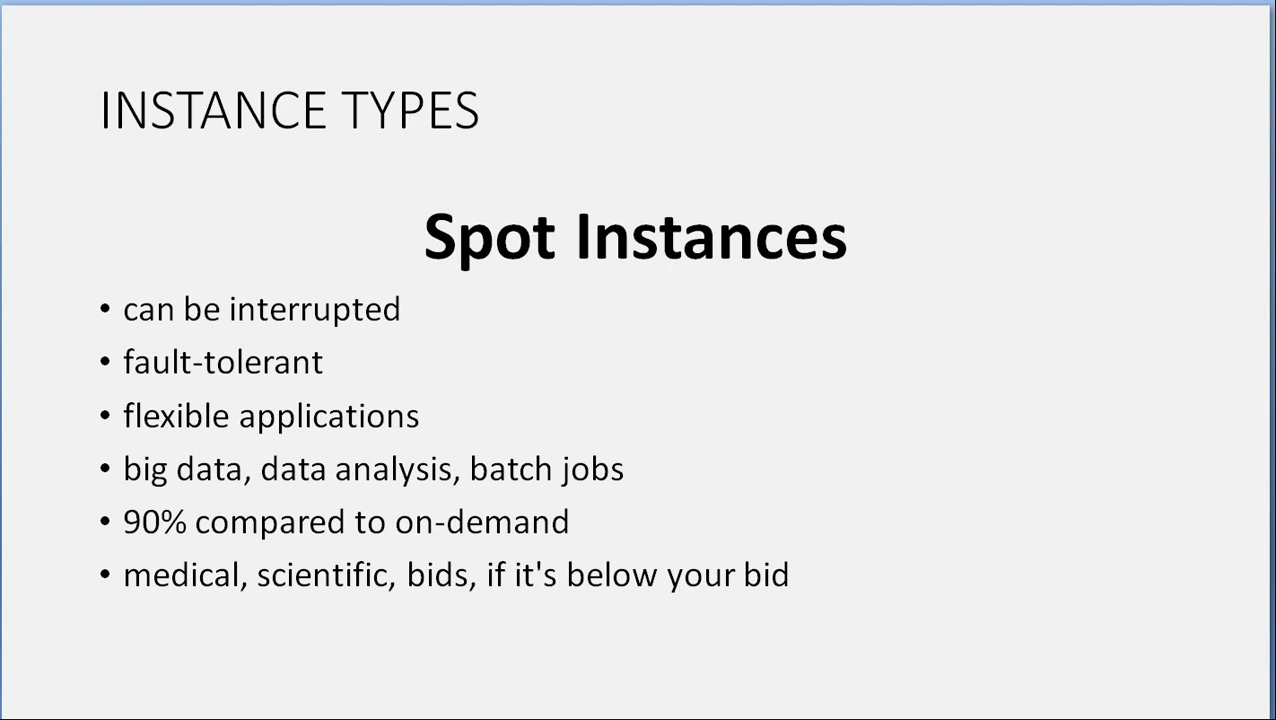 INSTANCE TYPES
Spot Instances
• can be interrupted
• fault-tolerant
• flexible applications
• big data, data analysis, batch jobs
• 90% compared to on-demand
• medical, scientific, bids, if it's below your bid